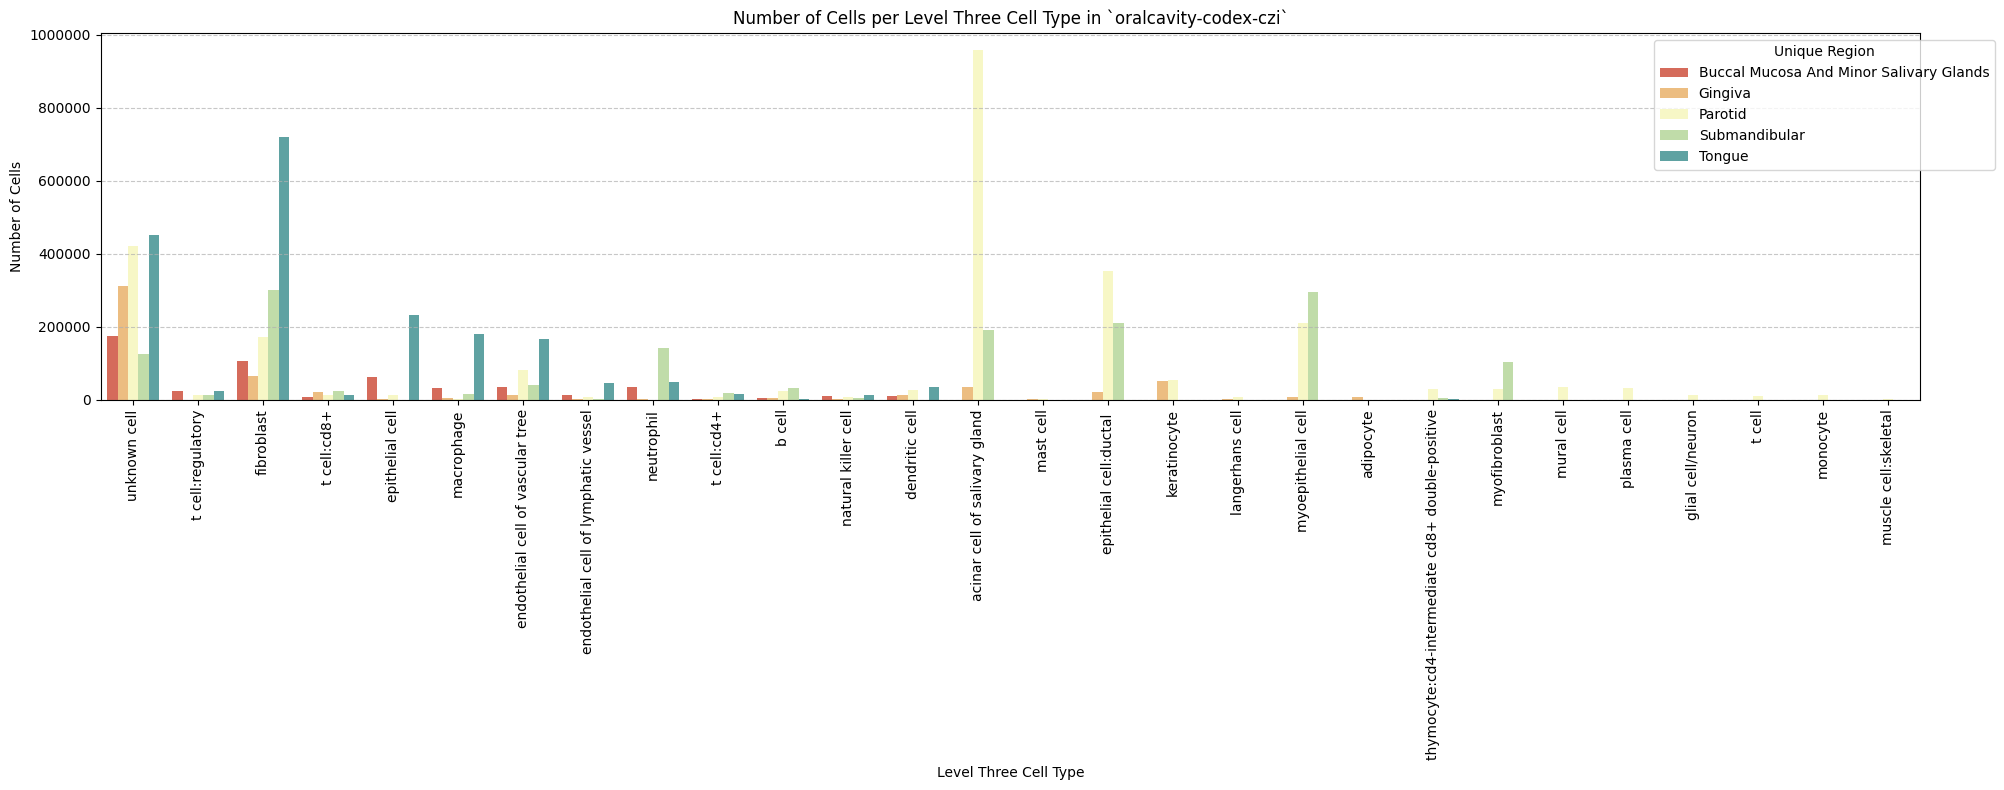 Number of Cells per Level Three Cell Type in `oralcavity-codex-czi`
Number of Cells
1000000
800000
600000
400000
200000
0
Unique Region
Buccal Mucosa And Minor Salivary Glands
Gingiva
Parotid
Submandibular
Tongue
unknown cell
t cell:regulatory
fibroblast
t cell:cd8+
epithelial cell
macrophage
endothelial cell of vascular tree
endothelial cell of lymphatic vessel
neutrophil
t cell:cd4+
b cell
natural killer cell
dendritic cell
acinar cell of salivary gland
mast cell
epithelial cell:ductal
keratinocyte
langerhans cell
myoepithelial cell
adipocyte
thymocyte:cd4-intermediate cd8+ double-positive
myofibroblast
mural cell
plasma cell
glial cell/neuron
t cell
monocyte
muscle cell:skeletal
Level Three Cell Type